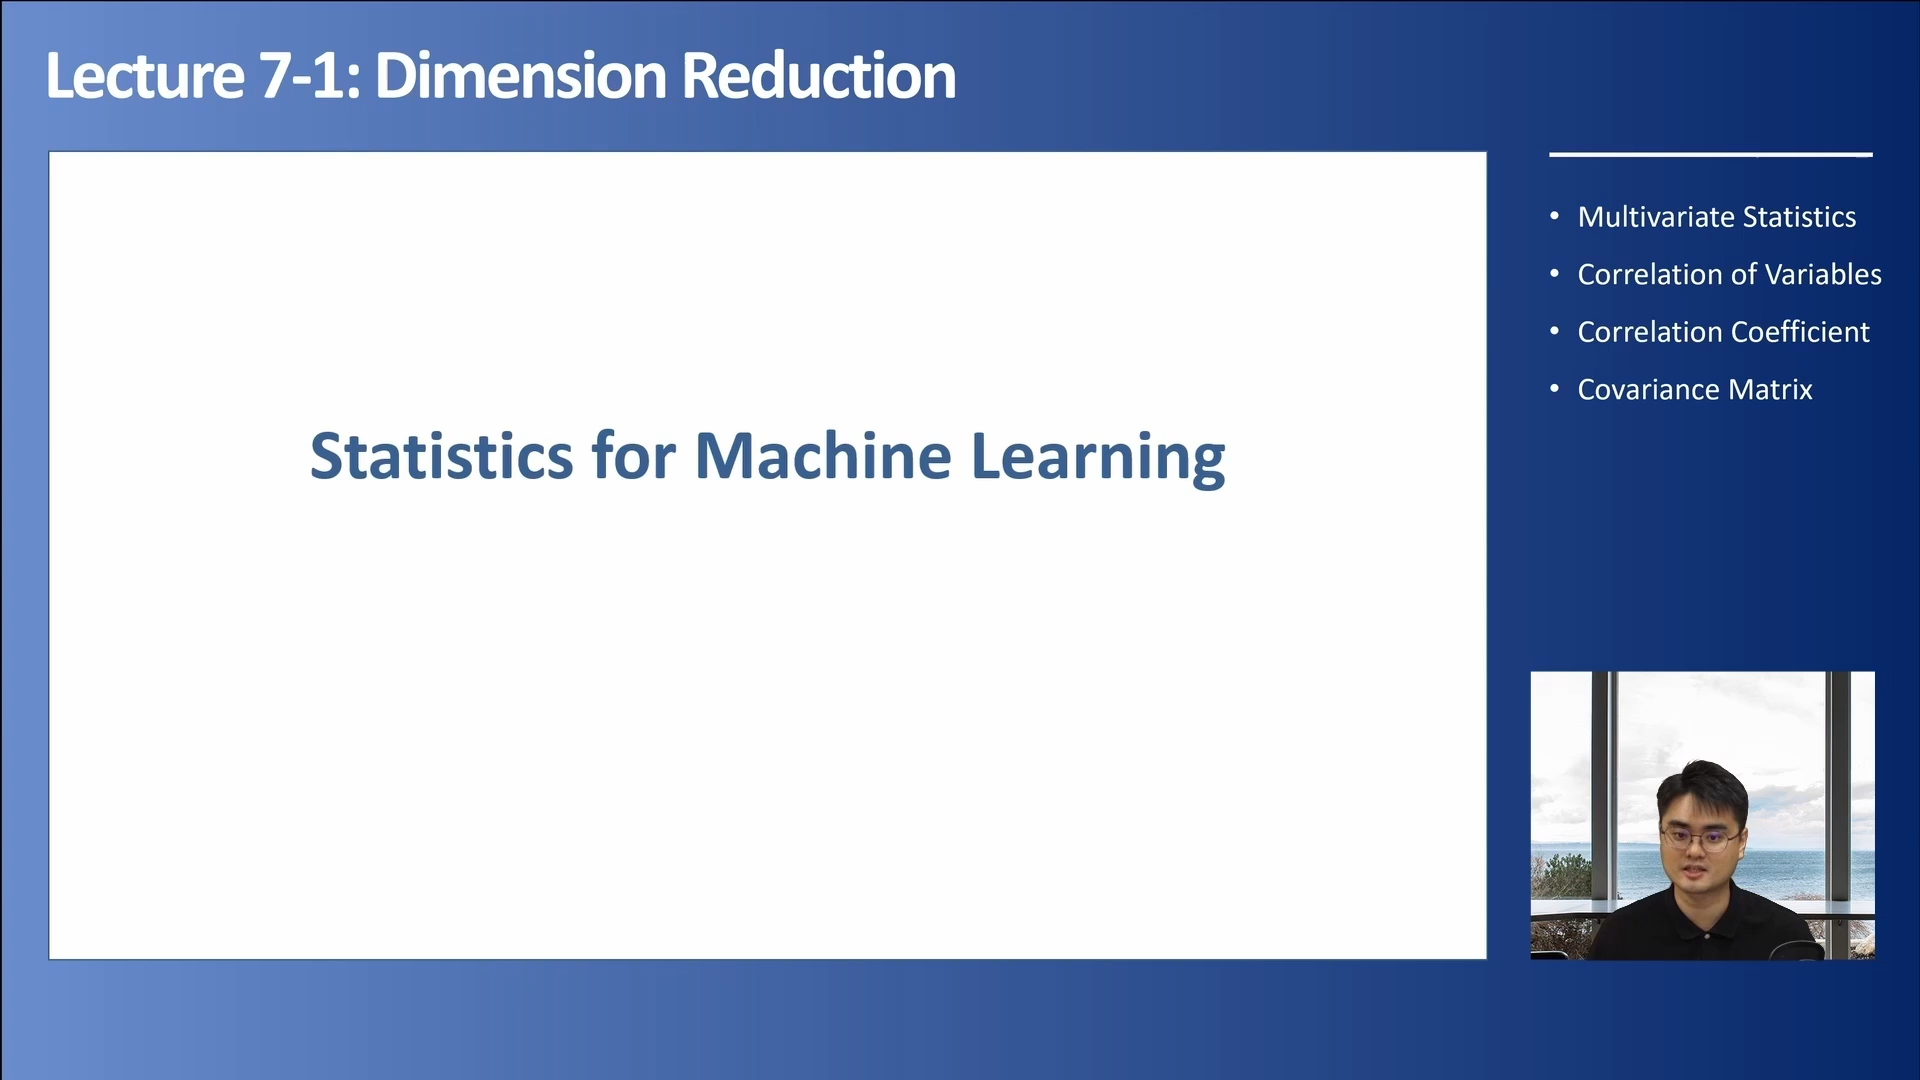 Lecture 7-1: Dimension Reduction
Statistics for Machine Learning
• Multivariate Statistics
• Correlation of Variables
• Correlation Coefficient
• Covariance Matrix